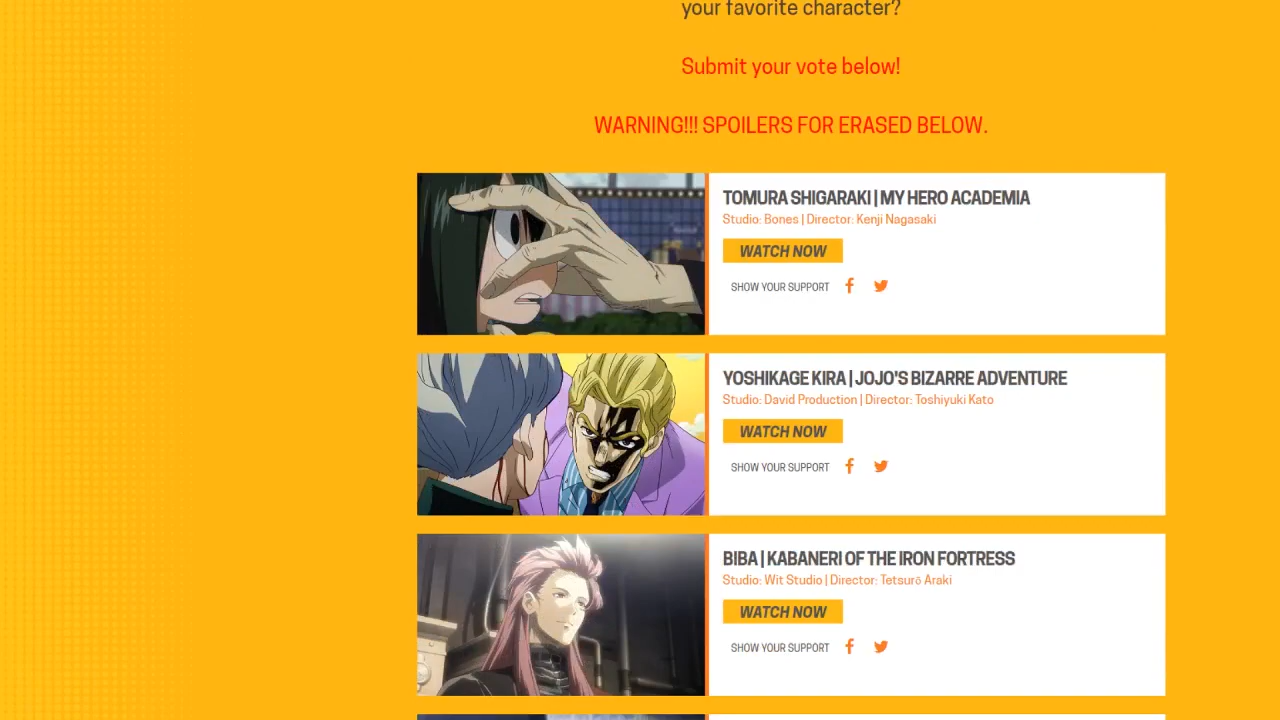 your favorite character?
Submit your vote below!
WARNING!!! SPOILERS FOR ERASED BELOW.
TOMURA SHIGARAKI | MY HERO ACADEMIA
Studio: Bones | Director: Kenji Nagasaki
WATCH NOW
SHOW YOUR SUPPORT
YOSHIKAGE KIRA | JOJO'S BIZARRE ADVENTURE
Studio: David Production | Director: Toshiyuki Kato
WATCH NOW
SHOW YOUR SUPPORT
BIBA | KABANERI OF THE IRON FORTRESS
Studio: Wit Studio | Director: Tetsurō Araki
WATCH NOW
SHOW YOUR SUPPORT